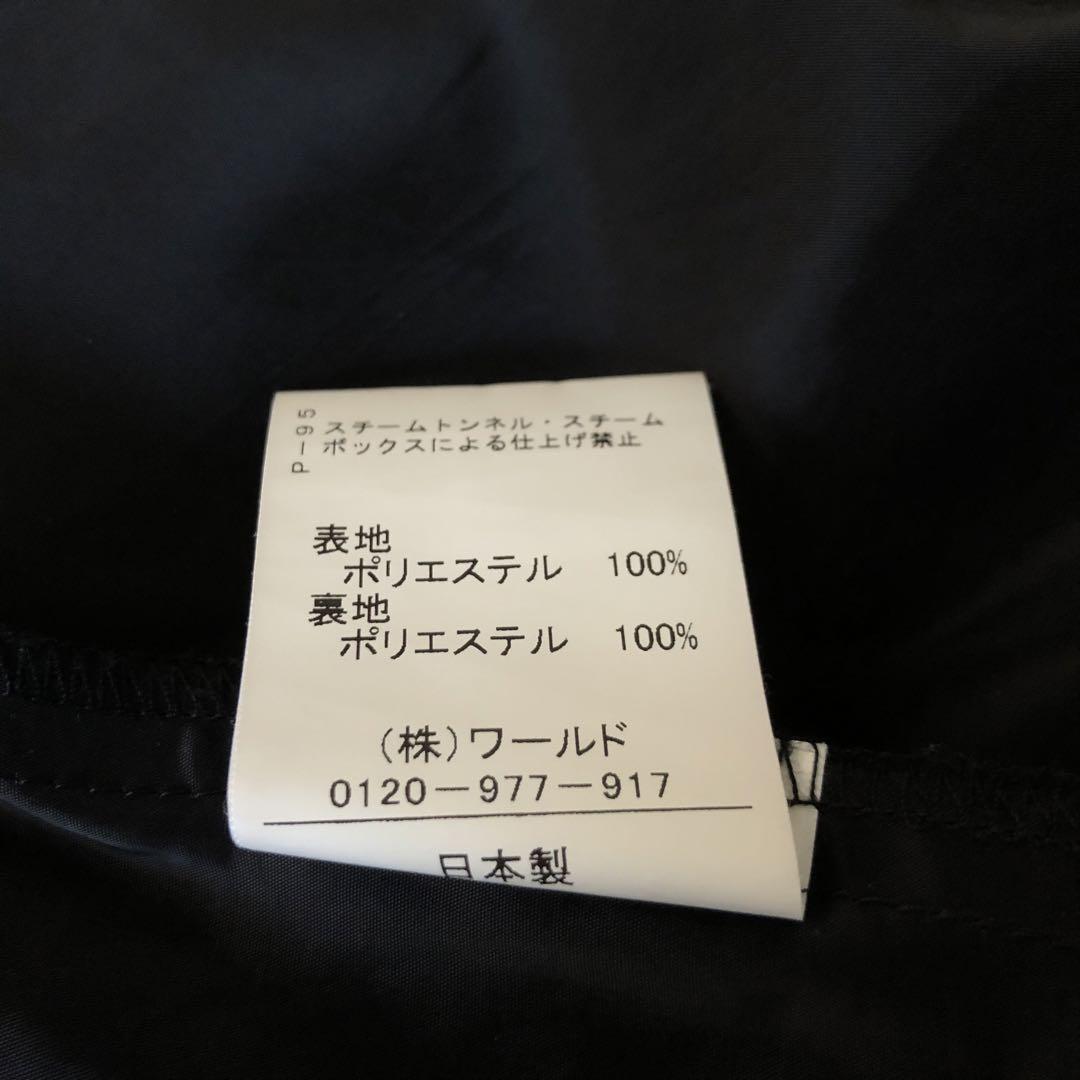 P-95
スチームトンネル・スチーム
ボックスによる仕上げ禁止
表地
ポリエステル 100%
裏地
ポリエステル 100%
(株)ワールド
0120-977-917
日本製